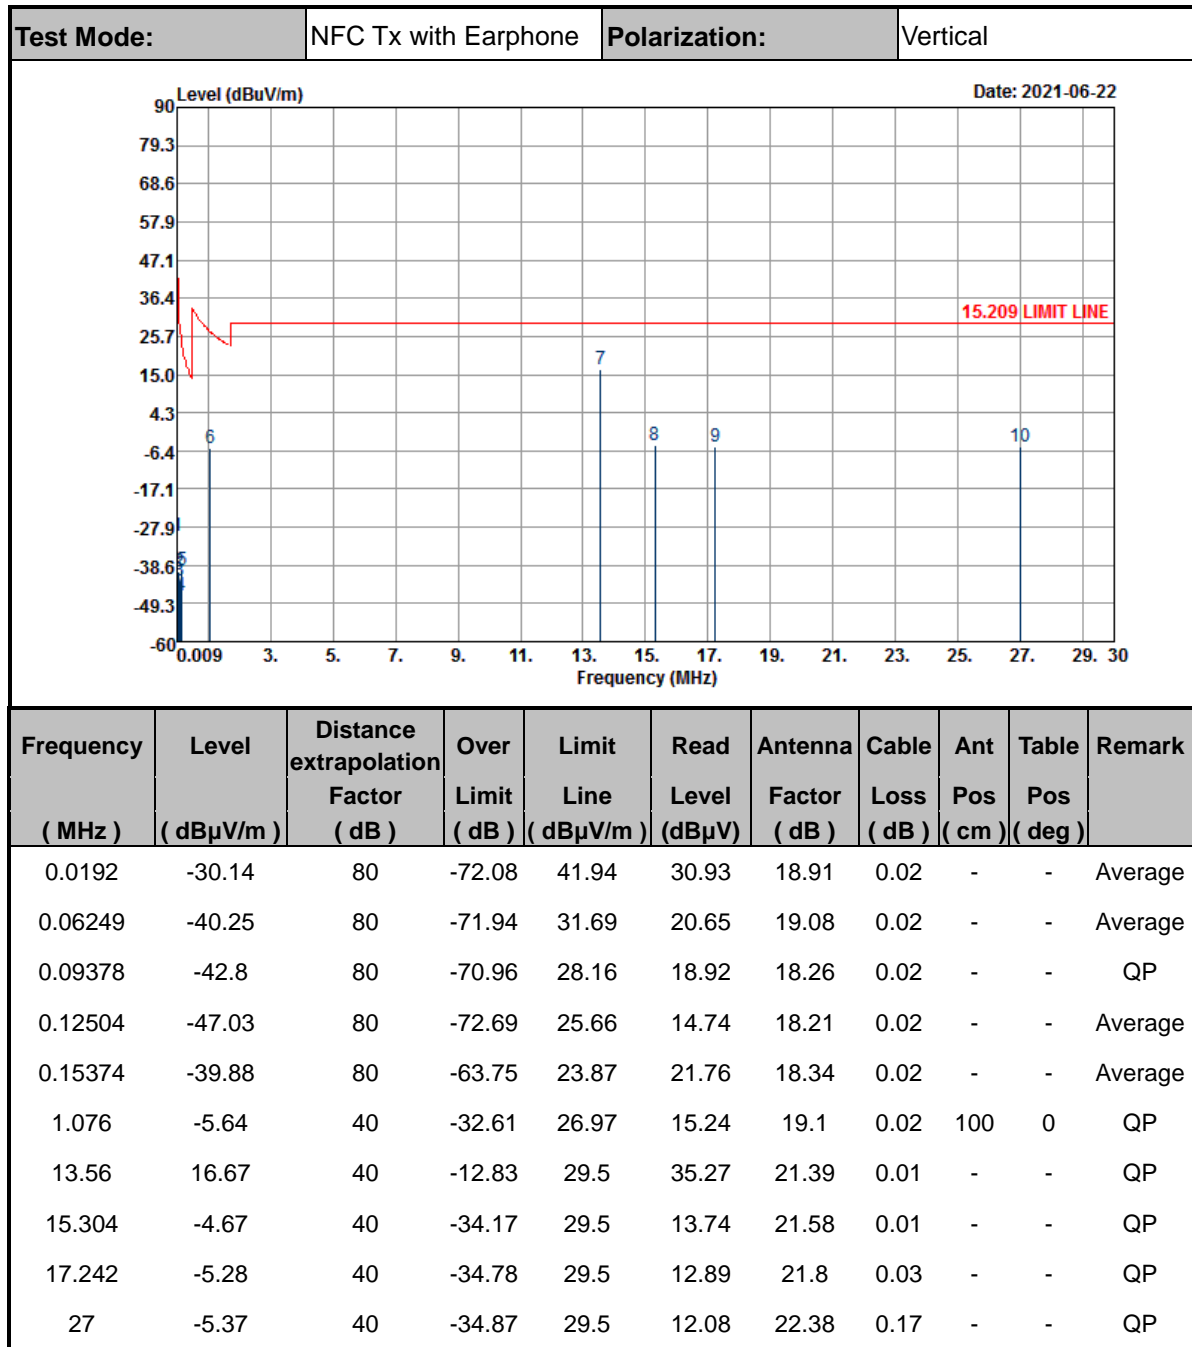 Test Mode: NFC Tx with Earphone Polarization: Vertical
Level (dBuV/m) Date: 2021-06-22
90
79.3
68.6
57.9
47.1
36.4
15.209 LIMIT LINE
25.7
7
15.0
4.3
6 8 9 10
-6.4
-17.1
-27.9
5
-38.6
-49.3
-60
0.009 3. 5. 7. 9. 11. 13. 15. 17. 19. 21. 23. 25. 27. 29. 30
Frequency (MHz)
Frequency Level Distance extrapolation Over Limit Read Antenna Cable Ant Table Remark
Factor Limit Line Level Factor Loss Pos Pos
( MHz ) ( dBµV/m ) ( dB ) ( dB ) ( dBµV/m ) (dBµV) ( dB ) ( dB ) ( cm ) ( deg )
0.0192 -30.14 80 -72.08 41.94 30.93 18.91 0.02 - - Average
0.06249 -40.25 80 -71.94 31.69 20.65 19.08 0.02 - - Average
0.09378 -42.8 80 -70.96 28.16 18.92 18.26 0.02 - - QP
0.12504 -47.03 80 -72.69 25.66 14.74 18.21 0.02 - - Average
0.15374 -39.88 80 -63.75 23.87 21.76 18.34 0.02 - - Average
1.076 -5.64 40 -32.61 26.97 15.24 19.1 0.02 100 0 QP
13.56 16.67 40 -12.83 29.5 35.27 21.39 0.01 - - QP
15.304 -4.67 40 -34.17 29.5 13.74 21.58 0.01 - - QP
17.242 -5.28 40 -34.78 29.5 12.89 21.8 0.03 - - QP
27 -5.37 40 -34.87 29.5 12.08 22.38 0.17 - - QP